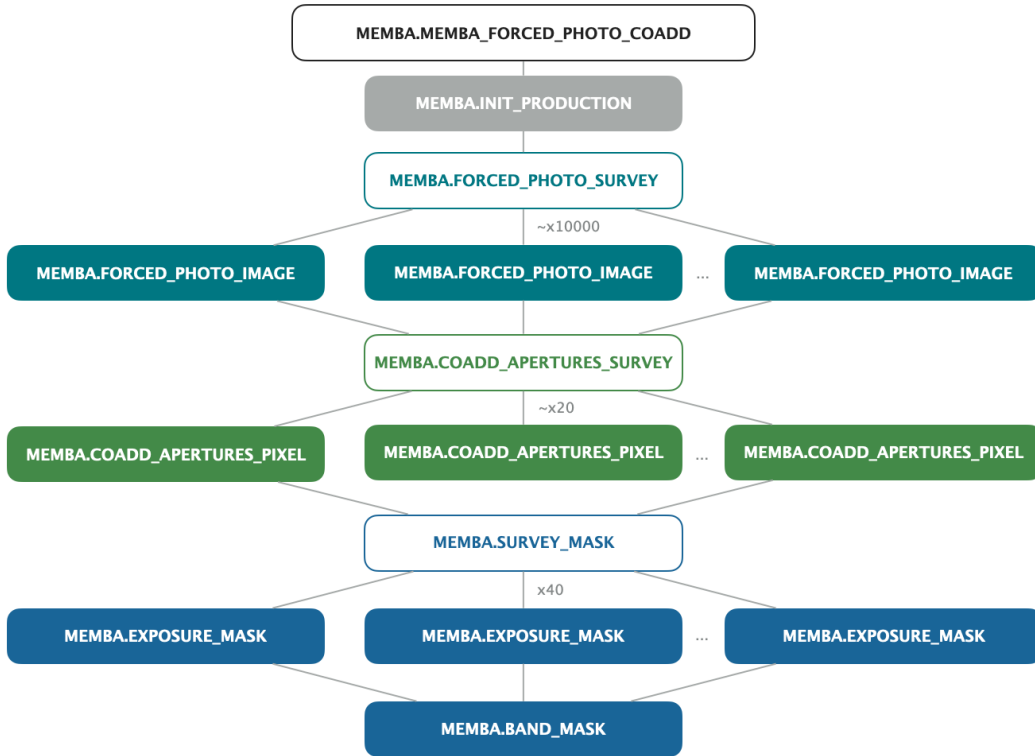 MEMBA.MEMBA_FORCED_PHOTO_COADD
MEMBA.INIT_PRODUCTION
MEMBA.FORCED_PHOTO_SURVEY
~x10000
MEMBA.FORCED_PHOTO_IMAGE MEMBA.FORCED_PHOTO_IMAGE ... MEMBA.FORCED_PHOTO_IMAGE
MEMBA.COADD_APERTURES_SURVEY
~x20
MEMBA.COADD_APERTURES_PIXEL MEMBA.COADD_APERTURES_PIXEL ... MEMBA.COADD_APERTURES_PIXEL
MEMBA.SURVEY_MASK
x40
MEMBA.EXPOSURE_MASK MEMBA.EXPOSURE_MASK ... MEMBA.EXPOSURE_MASK
MEMBA.BAND_MASK